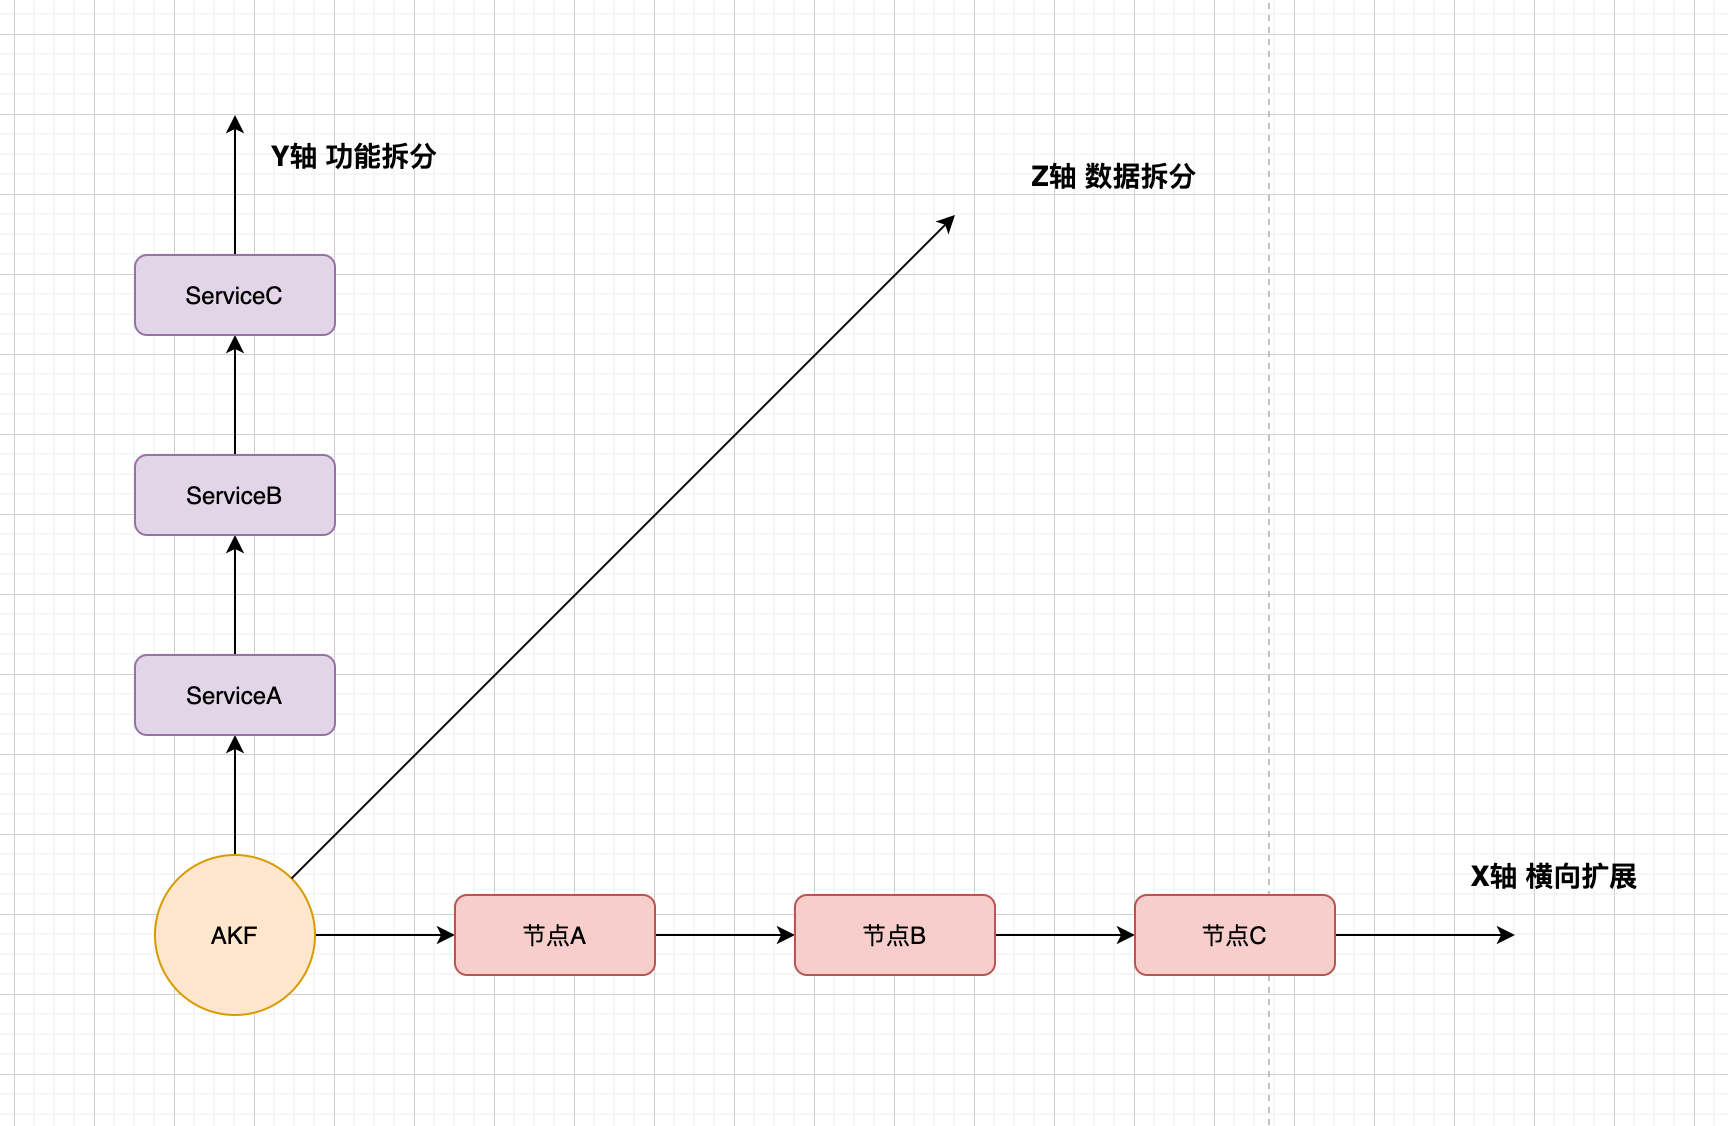 Y轴 功能拆分
Z轴 数据拆分
ServiceC
ServiceB
ServiceA
X轴 横向扩展
AKF
节点A
节点B
节点C